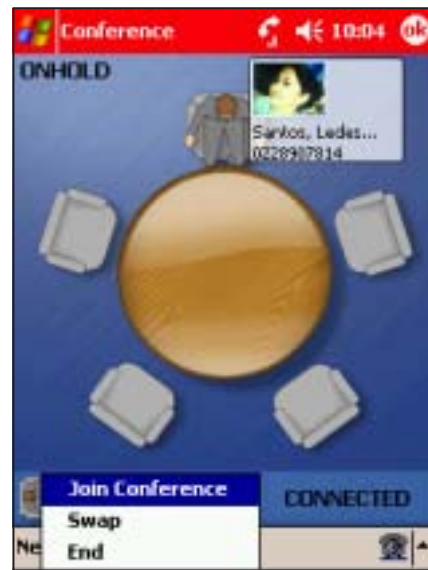 Conference 10:04 ok
ONHOLD
Santos, Ledes...
0228907814
Join Conference
CONNECTED
Swap
End
Ne